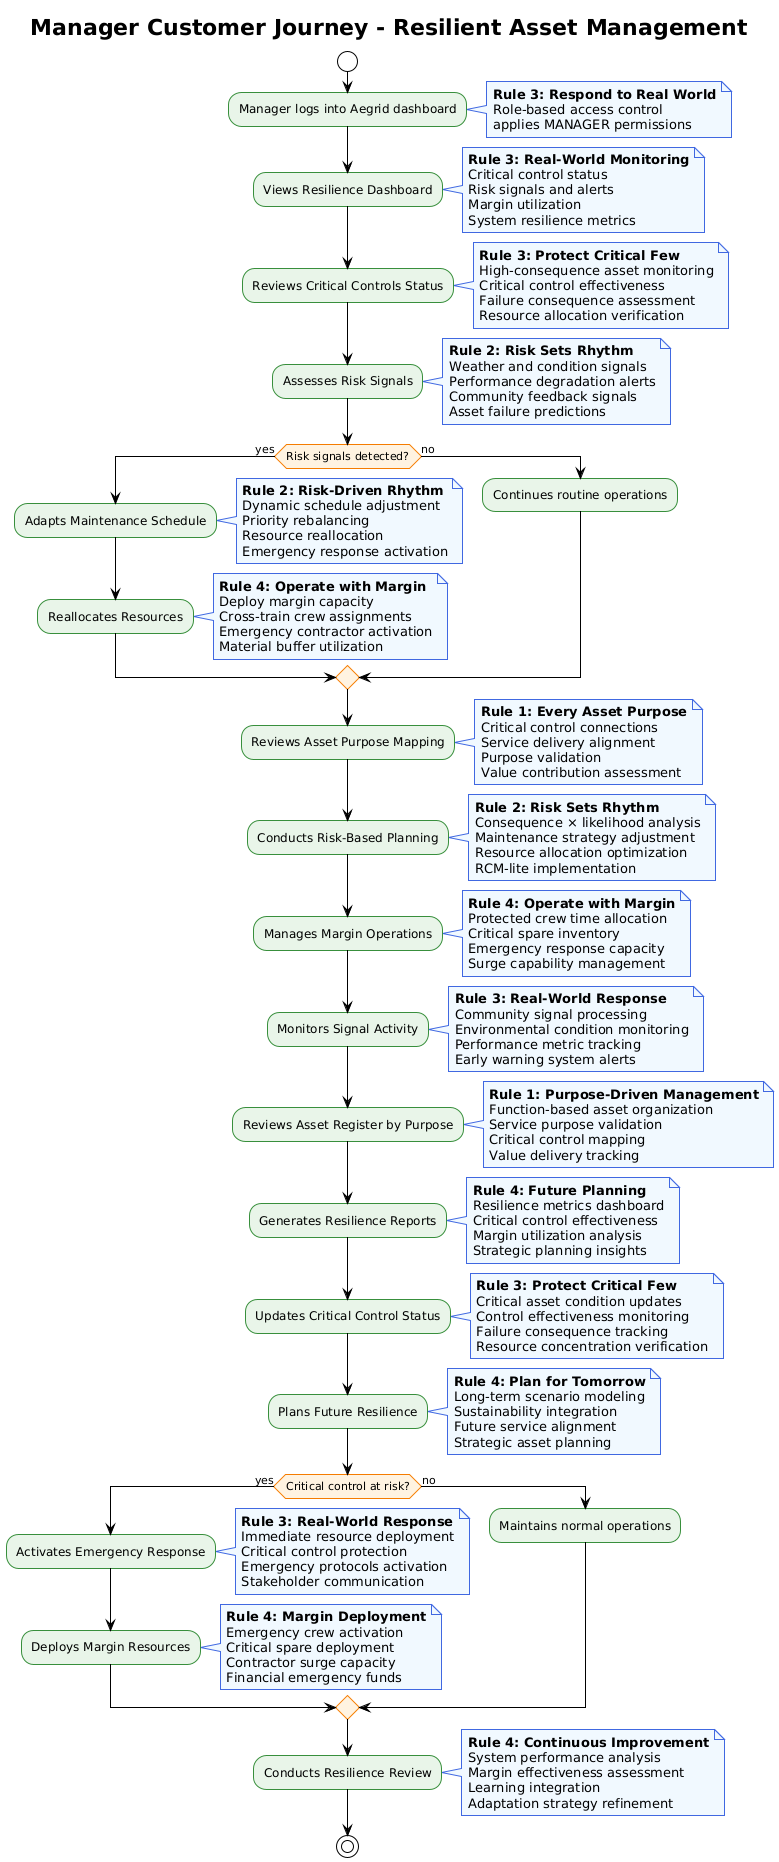 Manager Customer Journey - Resilient Asset Management
Manager logs into Aegrid dashboard
Rule 3: Respond to Real World
Role-based access control
applies MANAGER permissions
Views Resilience Dashboard
Rule 3: Real-World Monitoring
Critical control status
Risk signals and alerts
Margin utilization
System resilience metrics
Reviews Critical Controls Status
Rule 3: Protect Critical Few
High-consequence asset monitoring
Critical control effectiveness
Failure consequence assessment
Resource allocation verification
Assesses Risk Signals
Rule 2: Risk Sets Rhythm
Weather and condition signals
Performance degradation alerts
Community feedback signals
Asset failure predictions
Risk signals detected?
yes
no
Adapts Maintenance Schedule
Rule 2: Risk-Driven Rhythm
Dynamic schedule adjustment
Priority rebalancing
Resource reallocation
Emergency response activation
Continues routine operations
Reallocates Resources
Rule 4: Operate with Margin
Deploy margin capacity
Cross-train crew assignments
Emergency contractor activation
Material buffer utilization
Reviews Asset Purpose Mapping
Rule 1: Every Asset Purpose
Critical control connections
Service delivery alignment
Purpose validation
Value contribution assessment
Conducts Risk-Based Planning
Rule 2: Risk Sets Rhythm
Consequence × likelihood analysis
Maintenance strategy adjustment
Resource allocation optimization
RCM-lite implementation
Manages Margin Operations
Rule 4: Operate with Margin
Protected crew time allocation
Critical spare inventory
Emergency response capacity
Surge capability management
Monitors Signal Activity
Rule 3: Real-World Response
Community signal processing
Environmental condition monitoring
Performance metric tracking
Early warning system alerts
Reviews Asset Register by Purpose
Rule 1: Purpose-Driven Management
Function-based asset organization
Service purpose validation
Critical control mapping
Value delivery tracking
Generates Resilience Reports
Rule 4: Future Planning
Resilience metrics dashboard
Critical control effectiveness
Margin utilization analysis
Strategic planning insights
Updates Critical Control Status
Rule 3: Protect Critical Few
Critical asset condition updates
Control effectiveness monitoring
Failure consequence tracking
Resource concentration verification
Plans Future Resilience
Rule 4: Plan for Tomorrow
Long-term scenario modeling
Sustainability integration
Future service alignment
Strategic asset planning
Critical control at risk?
yes
no
Activates Emergency Response
Rule 3: Real-World Response
Immediate resource deployment
Critical control protection
Emergency protocols activation
Stakeholder communication
Maintains normal operations
Deploys Margin Resources
Rule 4: Margin Deployment
Emergency crew activation
Critical spare deployment
Contractor surge capacity
Financial emergency funds
Conducts Resilience Review
Rule 4: Continuous Improvement
System performance analysis
Margin effectiveness assessment
Learning integration
Adaptation strategy refinement